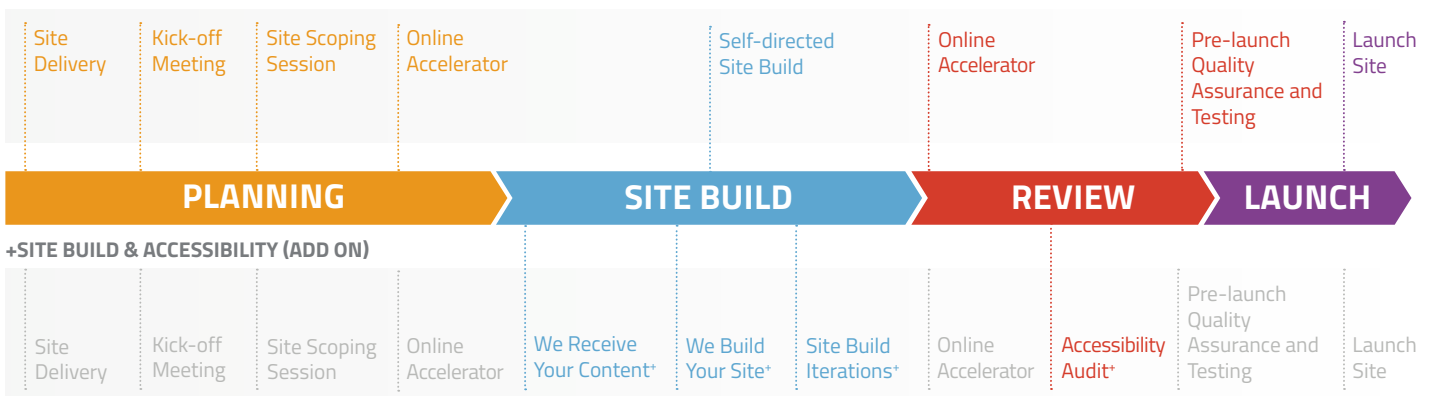 Site
Delivery
Kick-off
Meeting
Site Scoping
Session
Online
Accelerator
Self-directed
Site Build
Online
Accelerator
Pre-launch
Quality
Assurance and
Testing
Launch
Site
PLANNING
SITE BUILD
REVIEW
LAUNCH
+SITE BUILD & ACCESSIBILITY (ADD ON)
Site
Delivery
Kick-off
Meeting
Site Scoping
Session
Online
Accelerator
We Receive
Your Content+
We Build
Your Site+
Site Build
Iterations+
Online
Accelerator
Accessibility
Audit+
Pre-launch
Quality
Assurance and
Testing
Launch
Site